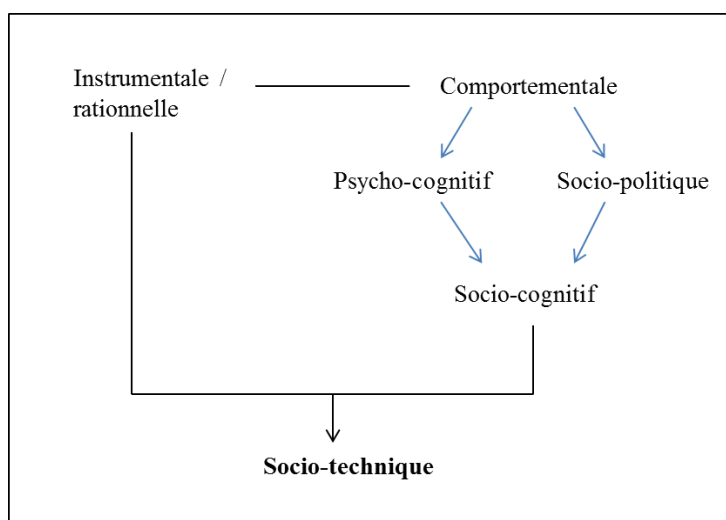 Instrumentale /
rationnelle
Comportementale
Psycho-cognitif
Socio-politique
Socio-cognitif
Socio-technique